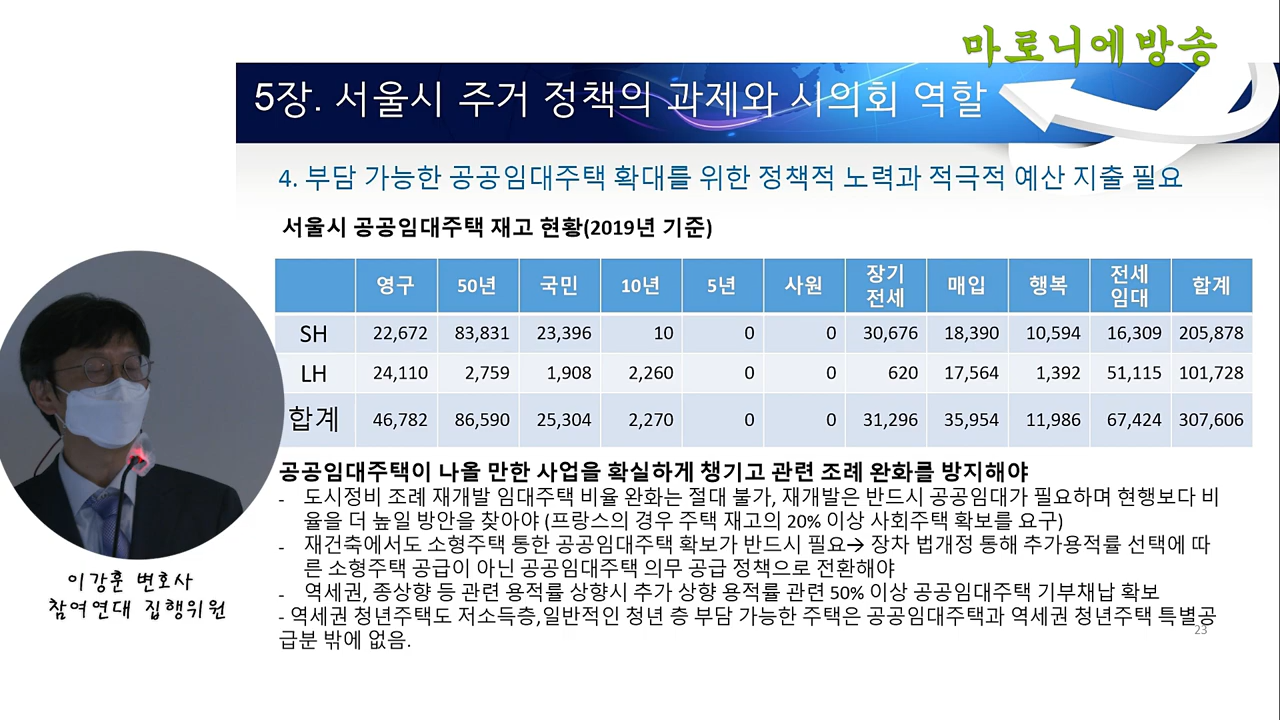 마로니에방송
5장. 서울시 주거 정책의 과제와 시의회 역할
4. 부담 가능한 공공임대주택 확대를 위한 정책적 노력과 적극적 예산 지출 필요
서울시 공공임대주택 재고 현황(2019년 기준)
영구 50년 국민 10년 5년 사원 장기전세 매입 행복 전세임대 합계
SH 22,672 83,831 23,396 10 0 0 30,676 18,390 10,594 16,309 205,878
LH 24,110 2,759 1,908 2,260 0 0 620 17,564 1,392 51,115 101,728
합계 46,782 86,590 25,304 2,270 0 0 31,296 35,954 11,986 67,424 307,606
공공임대주택이 나올 만한 사업을 확실하게 챙기고 관련 조례 완화를 방지해야
- 도시정비 조례 재개발 임대주택 비율 완화는 절대 불가, 재개발은 반드시 공공임대가 필요하며 현행보다 비
율을 더 높일 방안을 찾아야 (프랑스의 경우 주택 재고의 20% 이상 사회주택 확보를 요구)
- 재건축에서도 소형주택 통한 공공임대주택 확보가 반드시 필요→ 장차 법개정 통해 추가용적률 선택에 따
른 소형주택 공급이 아닌 공공임대주택 의무 공급 정책으로 전환해야
- 역세권, 종상향 등 관련 용적률 상향시 추가 상향 용적률 관련 50% 이상 공공임대주택 기부채납 확보
- 역세권 청년주택도 저소득층,일반적인 청년 층 부담 가능한 주택은 공공임대주택과 역세권 청년주택 특별공
급분 밖에 없음.
23
이강훈 변호사
참여연대 집행위원